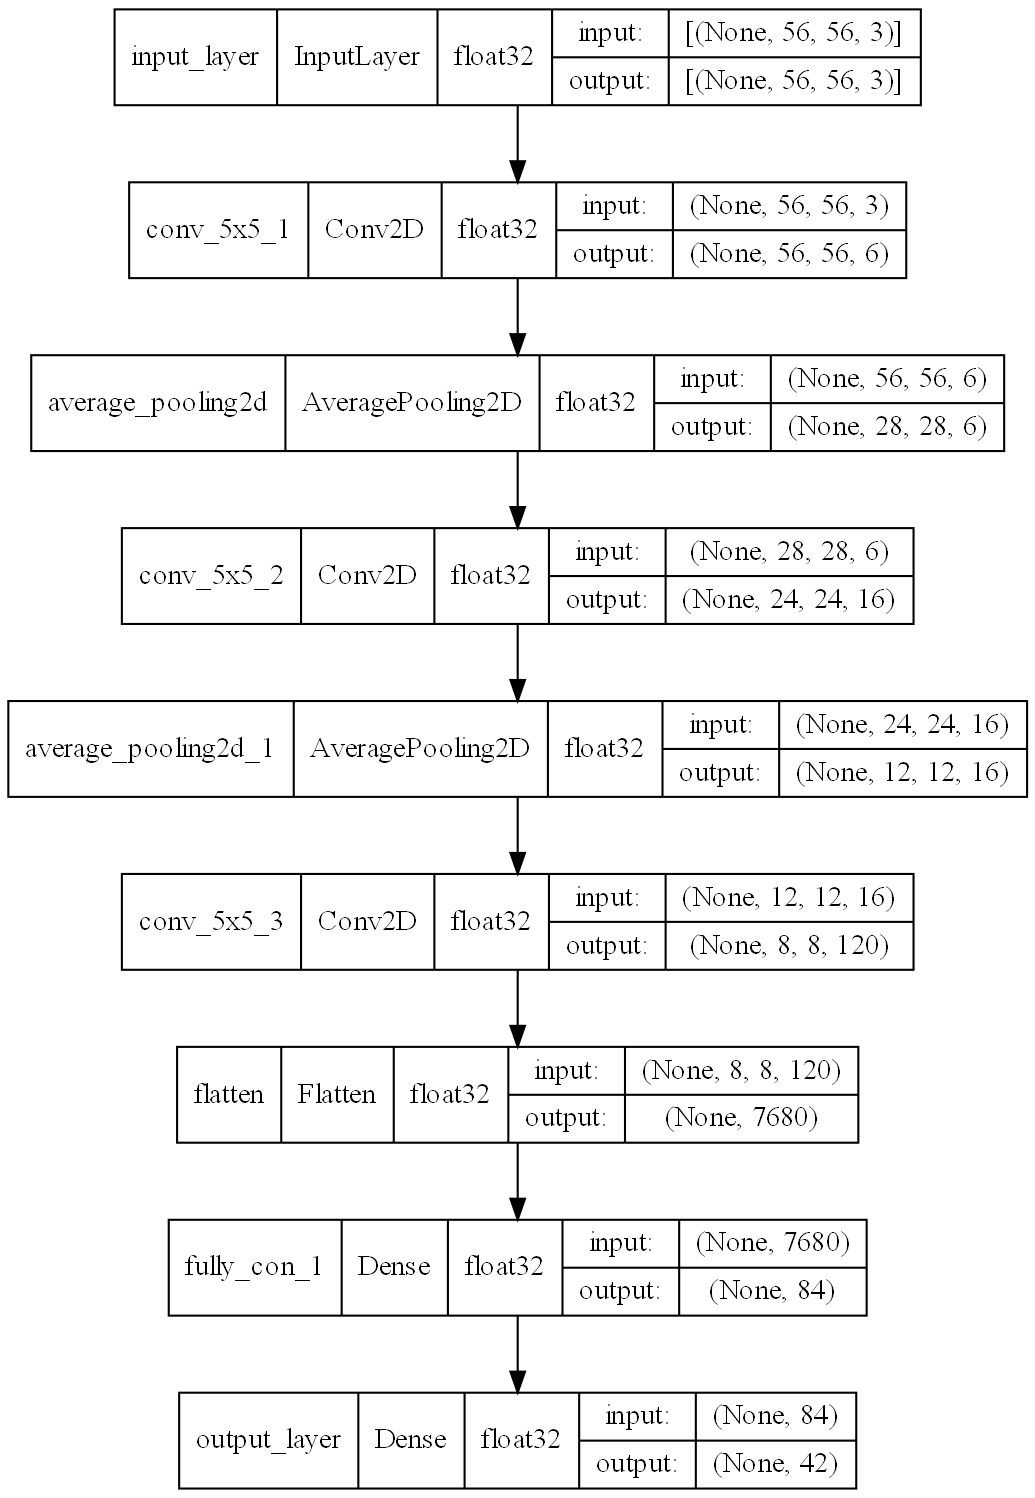 input_layer InputLayer float32 input: [(None, 56, 56, 3)]
output: [(None, 56, 56, 3)]
conv_5x5_1 Conv2D float32 input: (None, 56, 56, 3)
output: (None, 56, 56, 6)
average_pooling2d AveragePooling2D float32 input: (None, 56, 56, 6)
output: (None, 28, 28, 6)
conv_5x5_2 Conv2D float32 input: (None, 28, 28, 6)
output: (None, 24, 24, 16)
average_pooling2d_1 AveragePooling2D float32 input: (None, 24, 24, 16)
output: (None, 12, 12, 16)
conv_5x5_3 Conv2D float32 input: (None, 12, 12, 16)
output: (None, 8, 8, 120)
flatten Flatten float32 input: (None, 8, 8, 120)
output: (None, 7680)
fully_con_1 Dense float32 input: (None, 7680)
output: (None, 84)
output_layer Dense float32 input: (None, 84)
output: (None, 42)